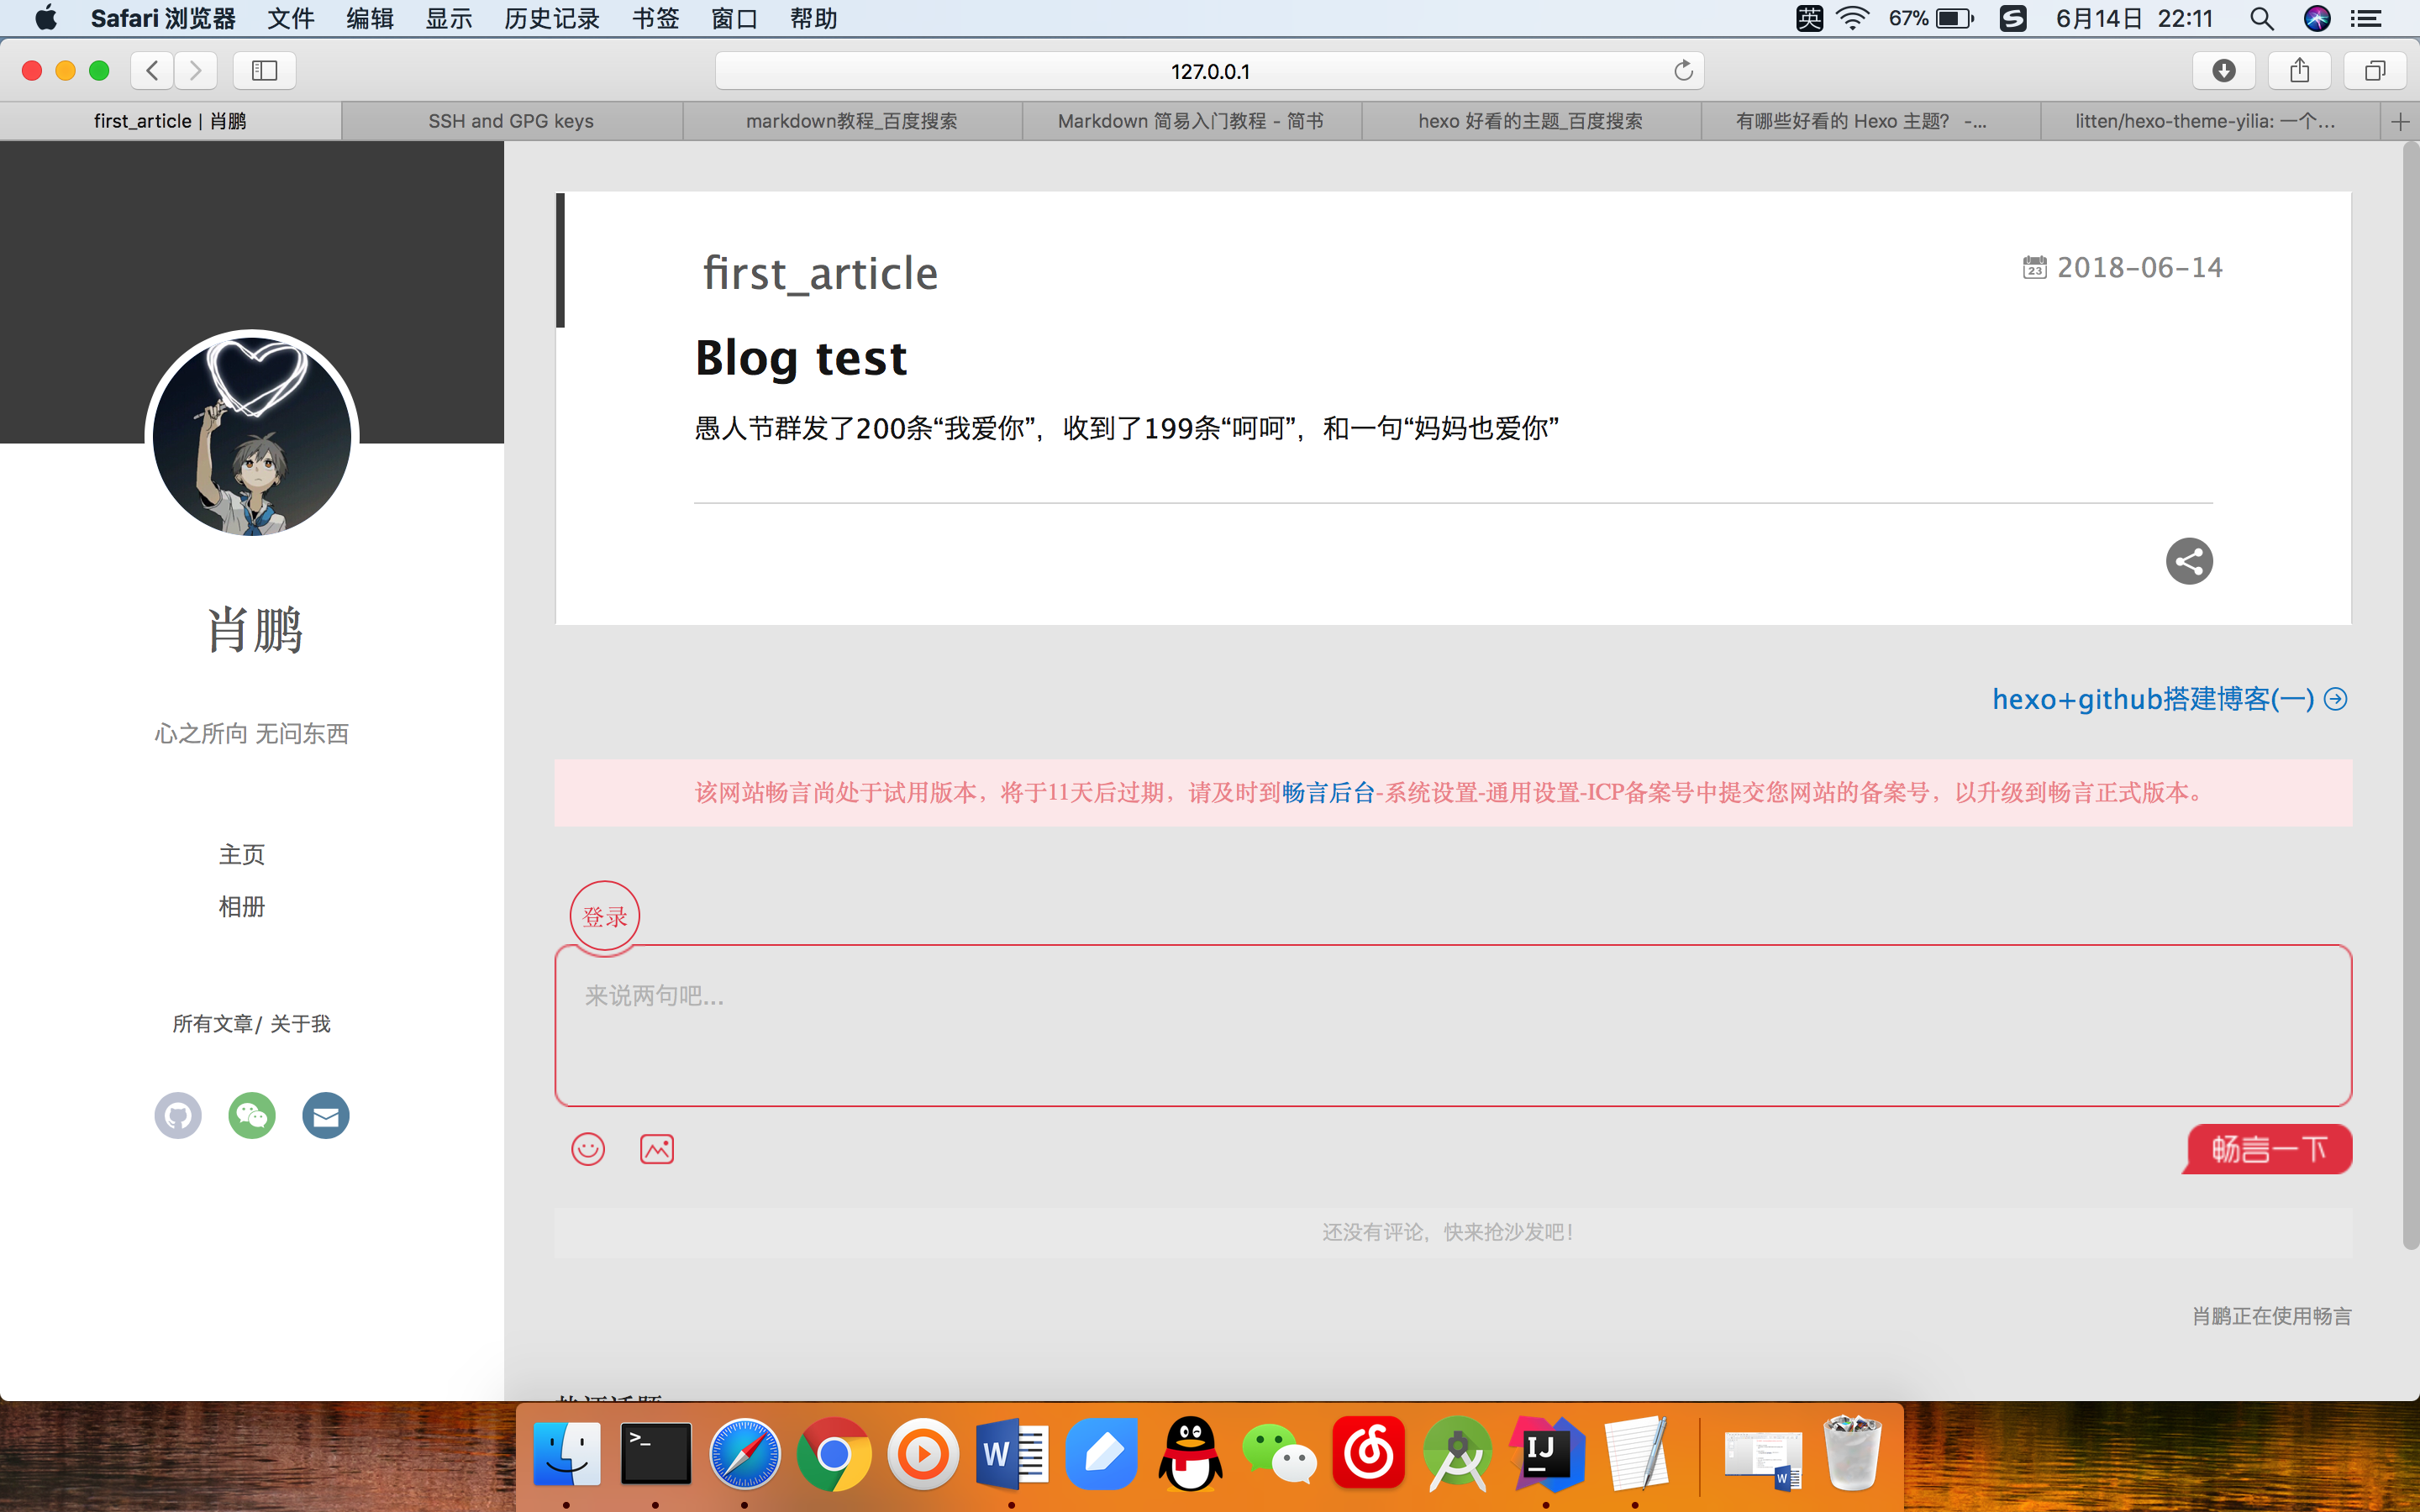 Safari 浏览器 文件 编辑 显示 历史记录 书签 窗口 帮助 英 67% 6月14日 22:11
127.0.0.1
first_article | 肖鹏 SSH and GPG keys markdown教程_百度搜索 Markdown 简易入门教程 - 简书 hexo 好看的主题_百度搜索 有哪些好看的 Hexo 主题? -... litten/hexo-theme-yilia: 一个...
first_article
23 2018-06-14
Blog test
愚人节群发了200条“我爱你”，收到了199条“呵呵”，和一句“妈妈也爱你”
肖鹏
心之所向 无问东西
主页
相册
所有文章/ 关于我
hexo+github搭建博客(一)
该网站畅言尚处于试用版本，将于11天后过期，请及时到畅言后台-系统设置-通用设置-ICP备案号中提交您网站的备案号，以升级到畅言正式版本。
登录
来说两句吧...
畅言一下
还没有评论，快来抢沙发吧!
肖鹏正在使用畅言
>_
W
IJ
W